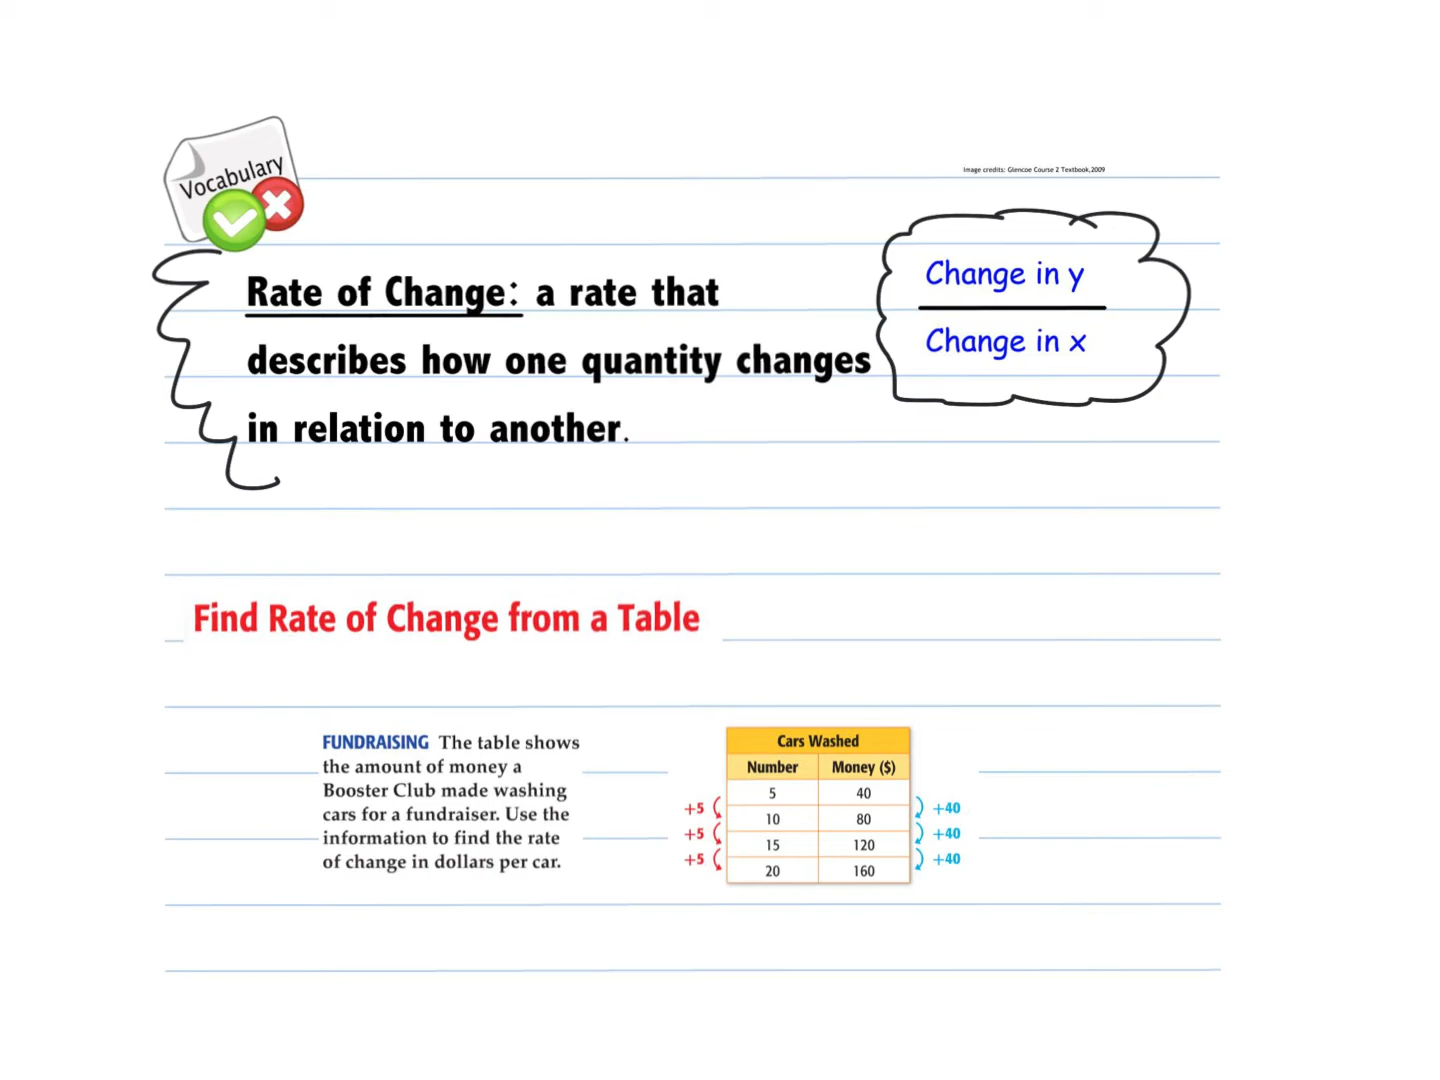 Vocabulary
Image credits: Glencoe Course 2 Textbook,2009
Rate of Change: a rate that
describes how one quantity changes
in relation to another.
Change in y
Change in x
Find Rate of Change from a Table
FUNDRAISING The table shows
the amount of money a
Booster Club made washing
cars for a fundraiser. Use the
information to find the rate
of change in dollars per car.
Cars Washed
Number Money ($)
5 40
+5 +40
10 80
+5 +40
15 120
+5 +40
20 160